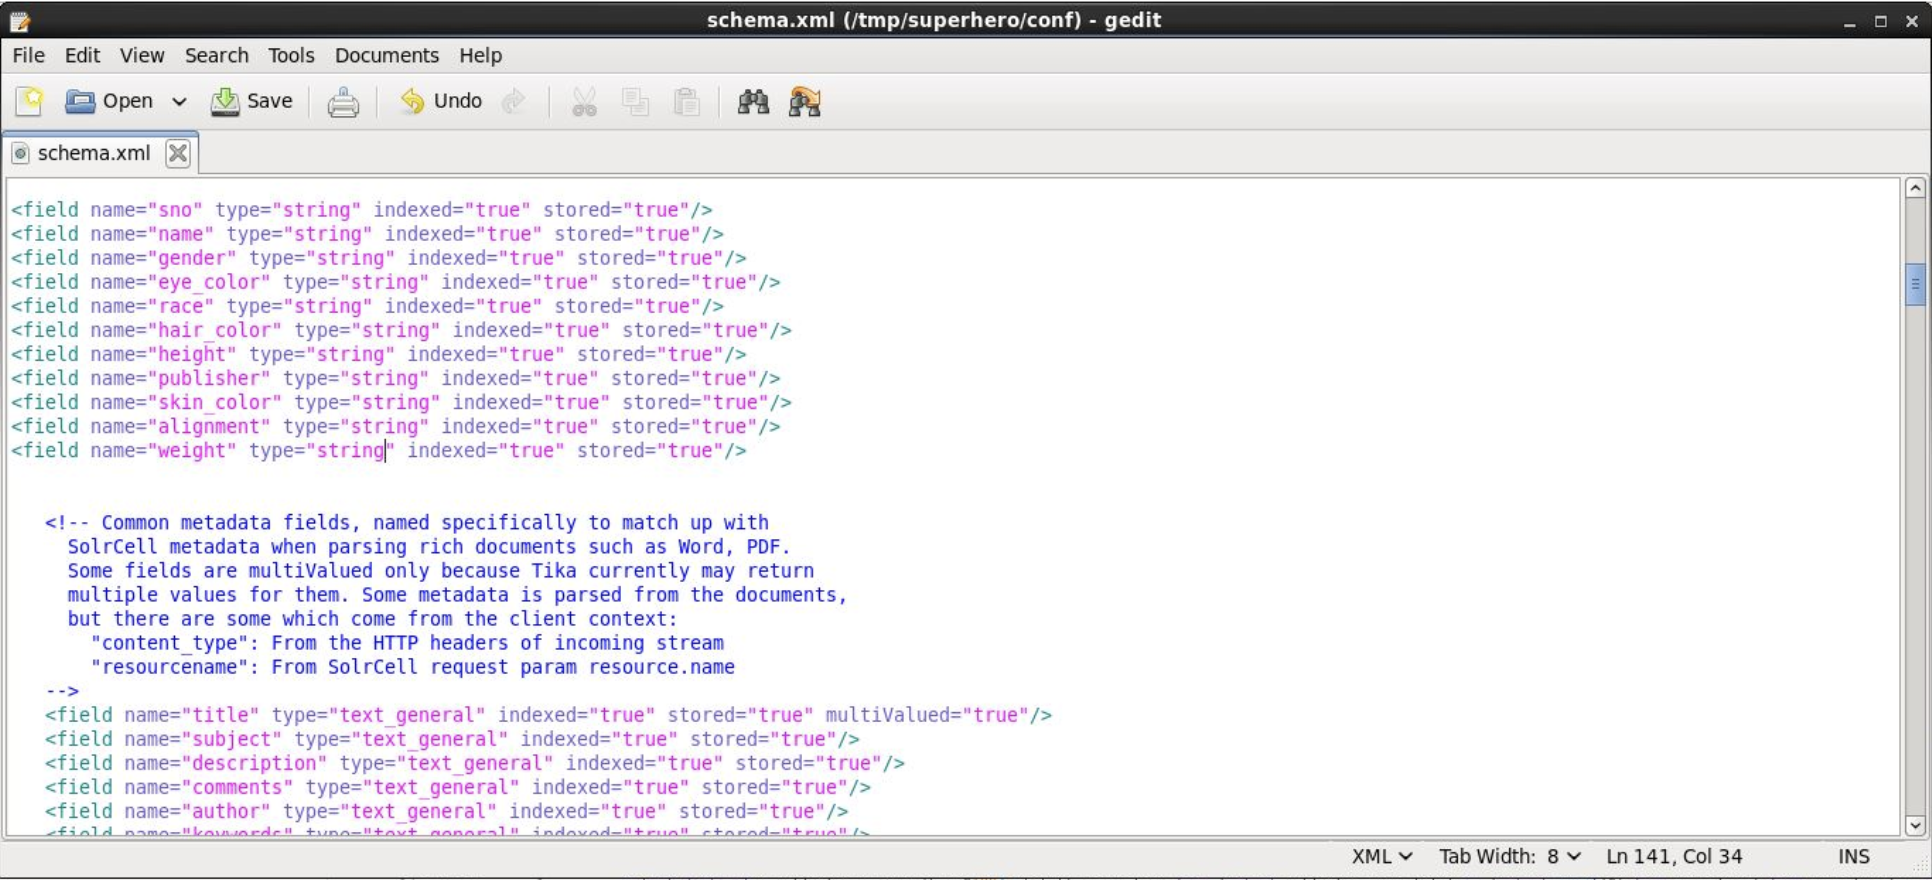 schema.xml (/tmp/superhero/conf) - gedit
File Edit View Search Tools Documents Help
Open Save Undo
schema.xml
<field name="sno" type="string" indexed="true" stored="true"/>
<field name="name" type="string" indexed="true" stored="true"/>
<field name="gender" type="string" indexed="true" stored="true"/>
<field name="eye_color" type="string" indexed="true" stored="true"/>
<field name="race" type="string" indexed="true" stored="true"/>
<field name="hair_color" type="string" indexed="true" stored="true"/>
<field name="height" type="string" indexed="true" stored="true"/>
<field name="publisher" type="string" indexed="true" stored="true"/>
<field name="skin_color" type="string" indexed="true" stored="true"/>
<field name="alignment" type="string" indexed="true" stored="true"/>
<field name="weight" type="string" indexed="true" stored="true"/>
<!-- Common metadata fields, named specifically to match up with
SolrCell metadata when parsing rich documents such as Word, PDF.
Some fields are multiValued only because Tika currently may return
multiple values for them. Some metadata is parsed from the documents,
but there are some which come from the client context:
"content_type": From the HTTP headers of incoming stream
"resourcename": From SolrCell request param resource.name
-->
<field name="title" type="text_general" indexed="true" stored="true" multiValued="true"/>
<field name="subject" type="text_general" indexed="true" stored="true"/>
<field name="description" type="text_general" indexed="true" stored="true"/>
<field name="comments" type="text_general" indexed="true" stored="true"/>
<field name="author" type="text_general" indexed="true" stored="true"/>
<field name="keywords" type="text_general" indexed="true" stored="true"/>
XML Tab Width: 8 Ln 141, Col 34 INS